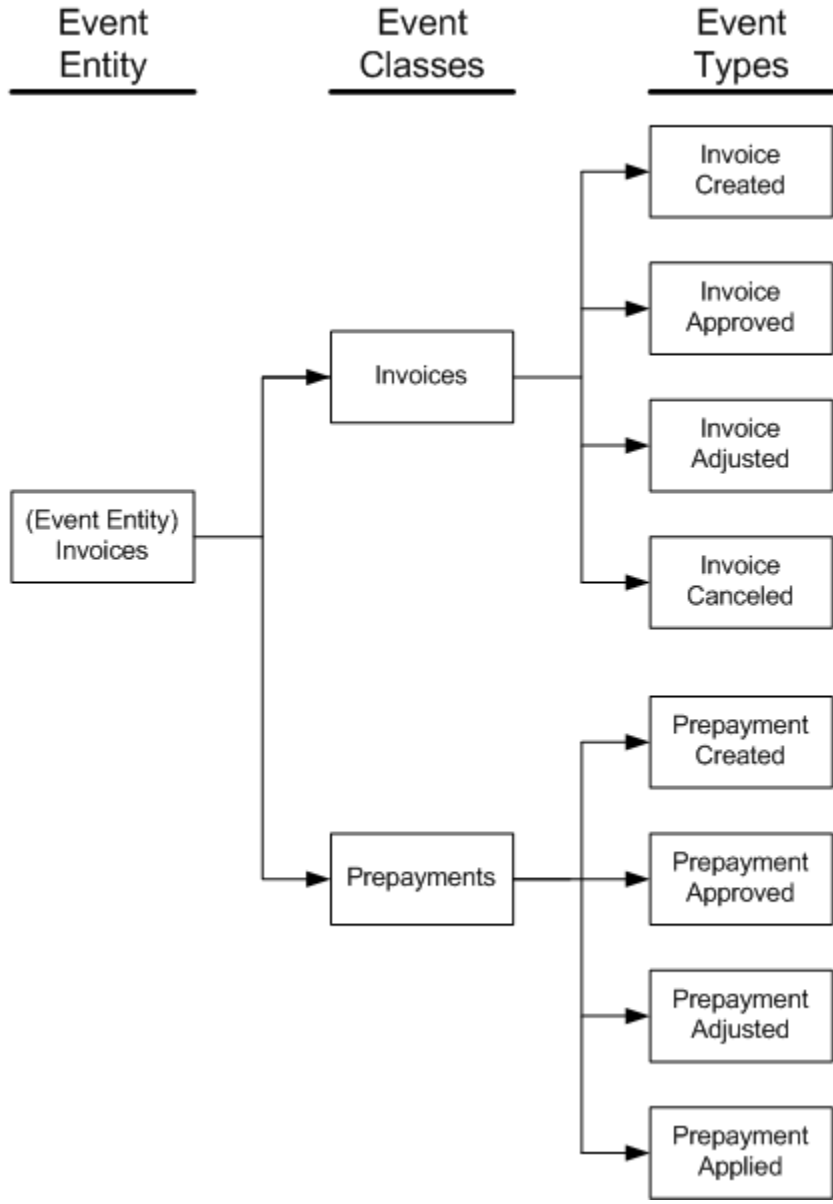 Event
Entity
Event
Classes
Event
Types
Invoice
Created
Invoice
Approved
Invoices
Invoice
Adjusted
(Event Entity)
Invoices
Invoice
Canceled
Prepayment
Created
Prepayments
Prepayment
Approved
Prepayment
Adjusted
Prepayment
Applied